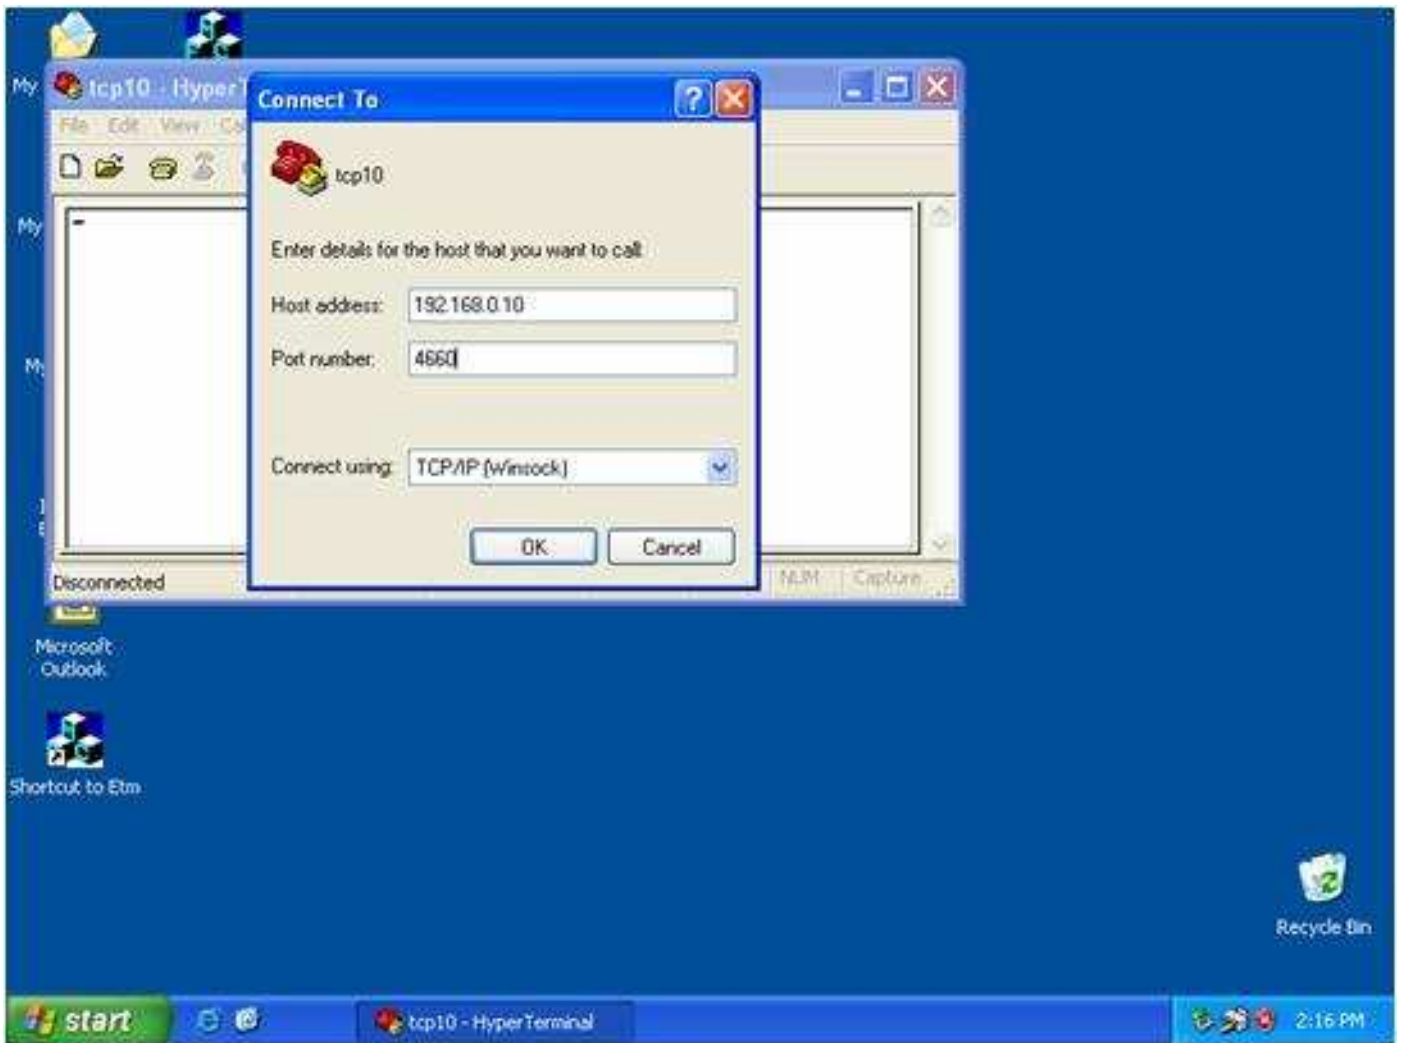 My
tcp10 - HyperT
File Edit View Ca
Connect To
tcp10
Enter details for the host that you want to call:
Host address: 192.168.0.10
Port number: 4660
Connect using: TCP/IP (Winsock)
OK Cancel
My
My
Disconnected
NUM Capture
Microsoft
Outlook
Shortcut to Etm
Recycle Bin
start
tcp10 - HyperTerminal
2:16 PM